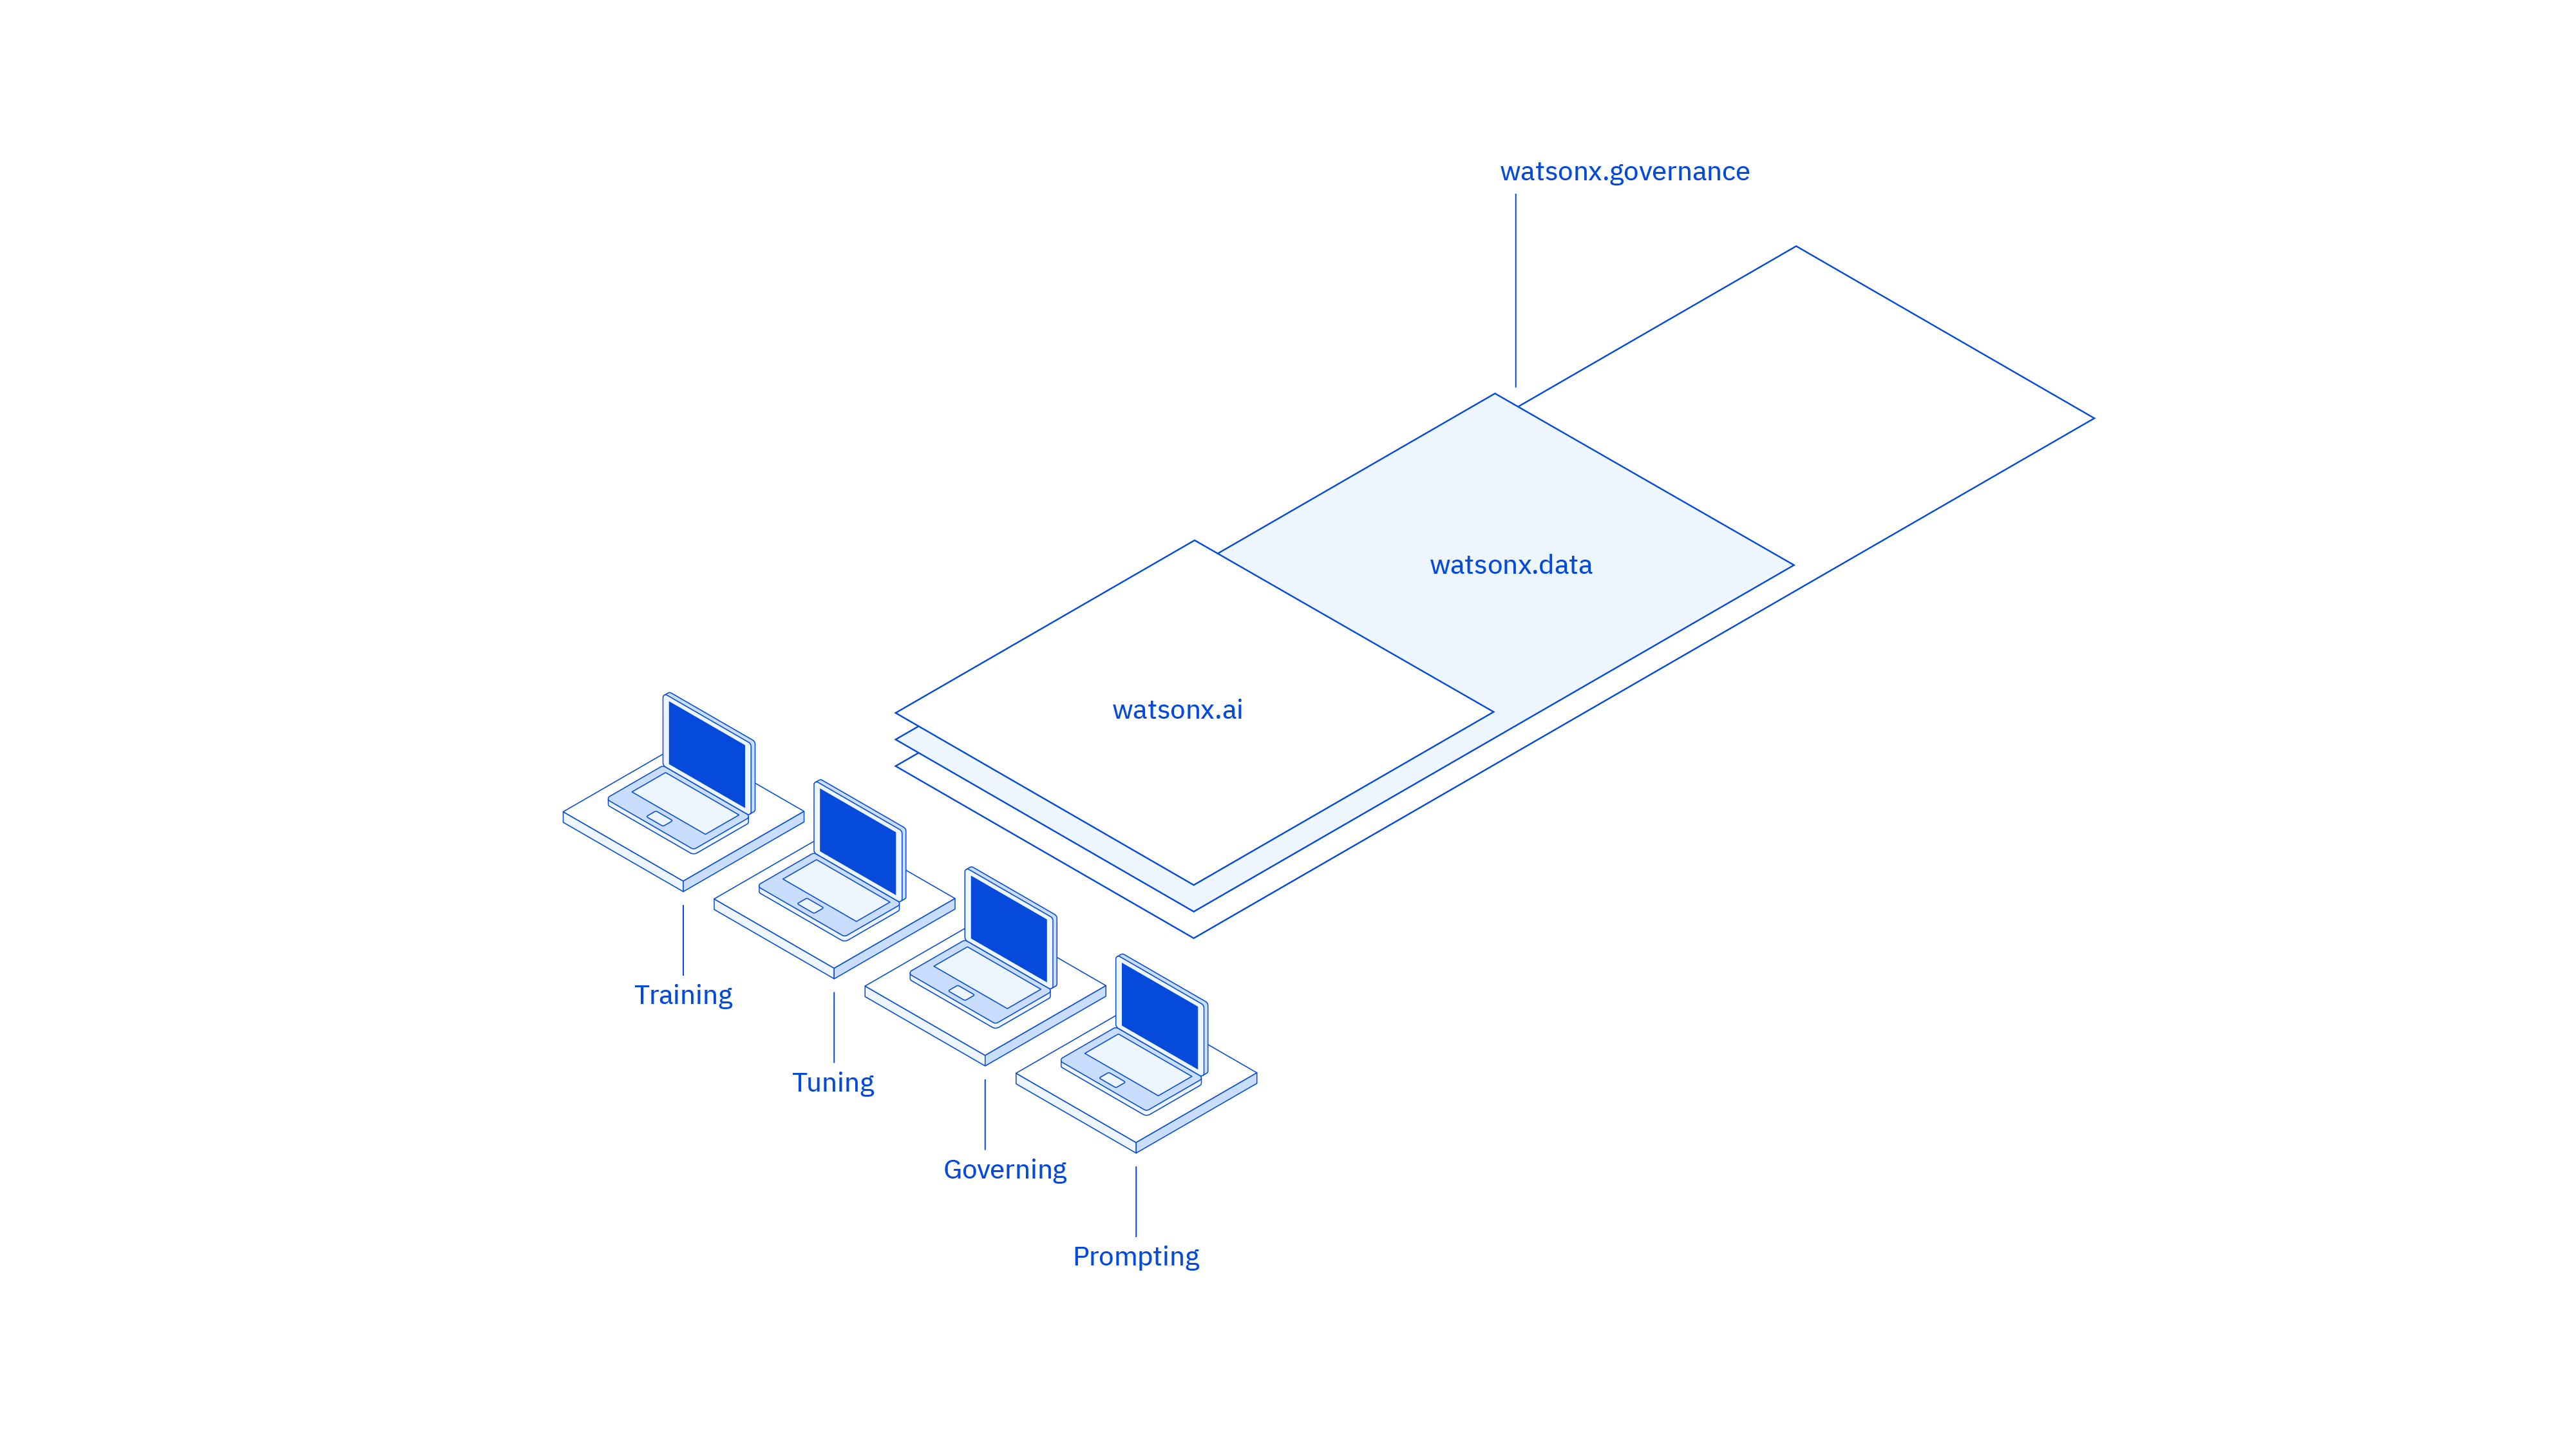 watsonx.governance
watsonx.data
watsonx.ai
Training
Tuning
Governing
Prompting